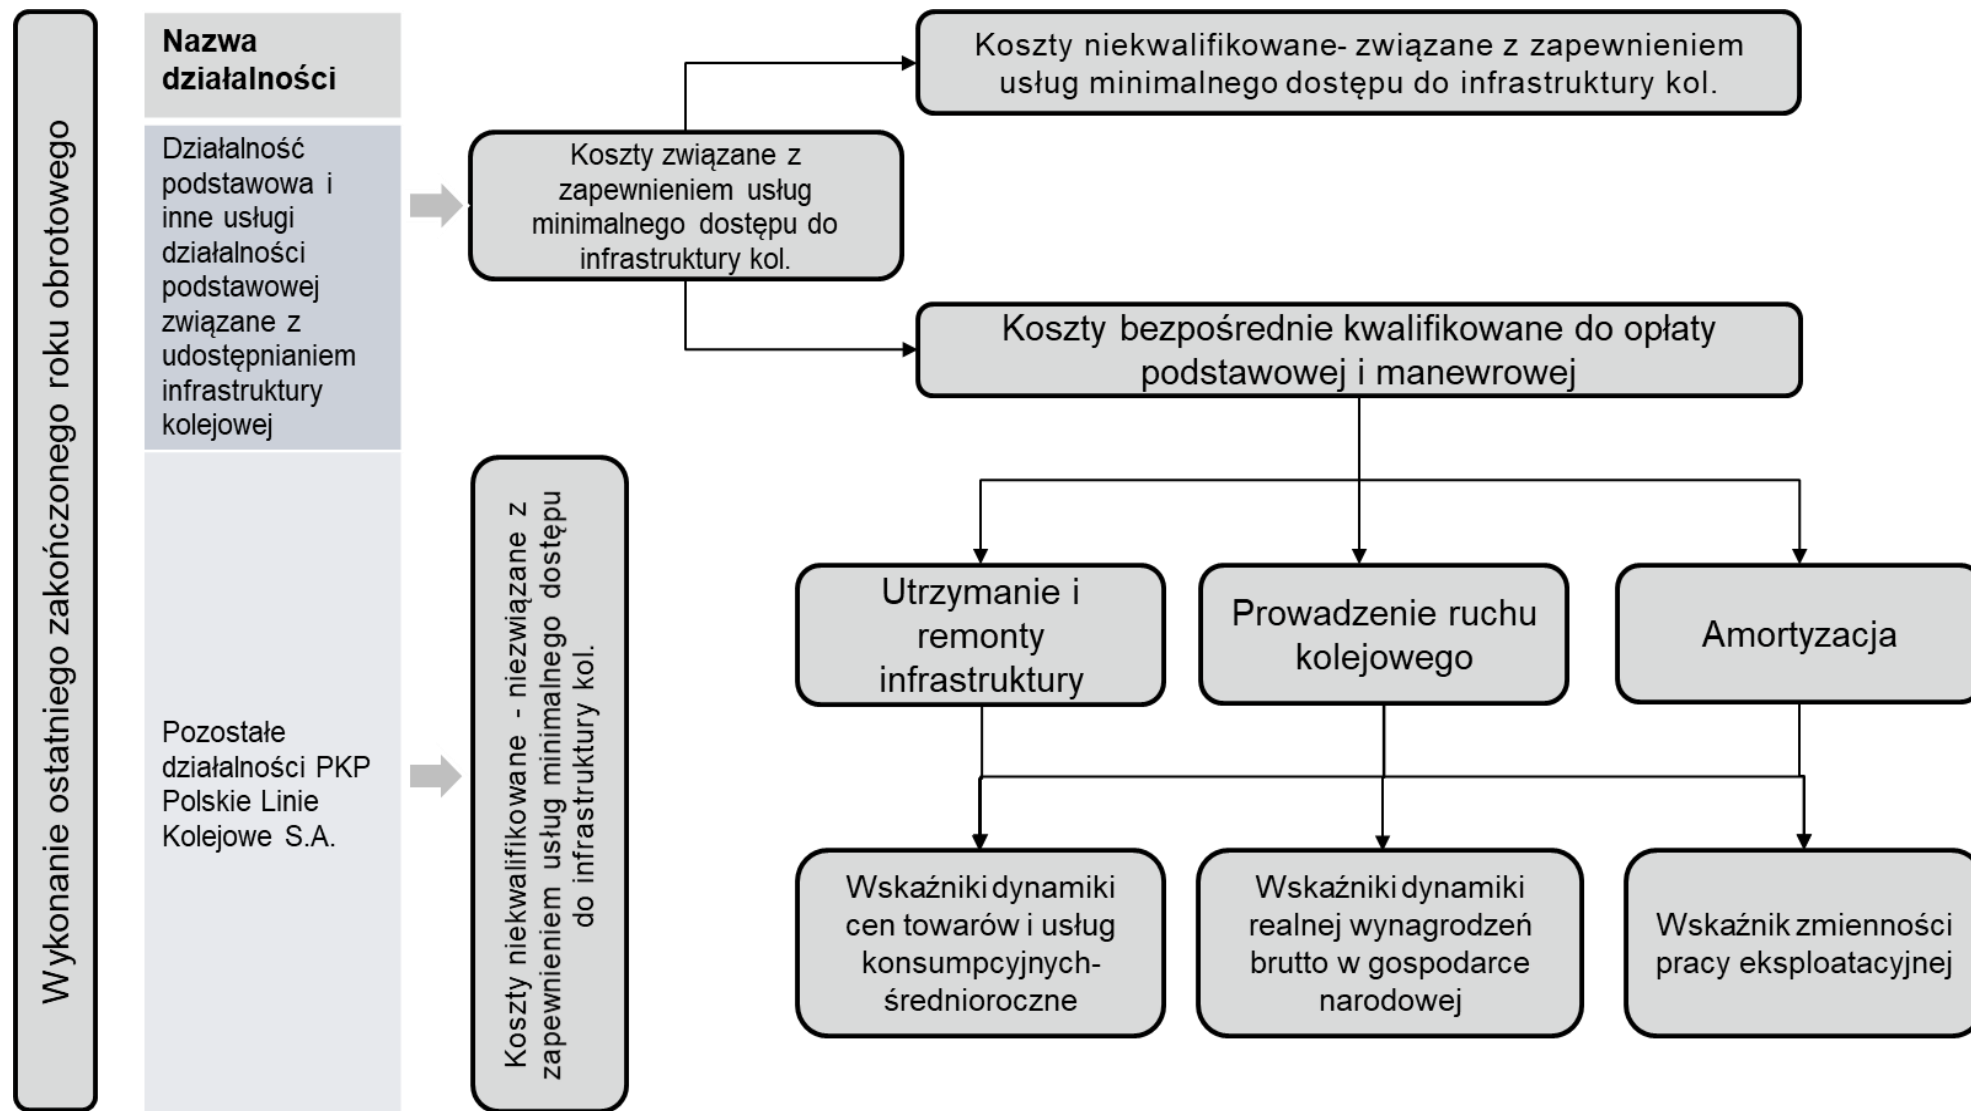 Wykonanie ostatniego zakończonego roku obrotowego
Nazwa
działalności
Działalność
podstawowa i
inne usługi
działalności
podstawowej
związane z
udostępnianiem
infrastruktury
kolejowej
Pozostałe
działalności PKP
Polskie Linie
Kolejowe S.A.
Koszty związane z
zapewnieniem usług
minimalnego dostępu do
infrastruktury kol.
Koszty niekwalifikowane - niezwiązane z
zapewnieniem usług minimalnego dostępu
do infrastruktury kol.
Koszty niekwalifikowane- związane z zapewnieniem
usług minimalnego dostępu do infrastruktury kol.
Koszty bezpośrednie kwalifikowane do opłaty
podstawowej i manewrowej
Utrzymanie i
remonty
infrastruktury
Prowadzenie ruchu
kolejowego
Amortyzacja
Wskaźniki dynamiki
cen towarów i usług
konsumpcyjnych-
średnioroczne
Wskaźniki dynamiki
realnej wynagrodzeń
brutto w gospodarce
narodowej
Wskaźnik zmienności
pracy eksploatacyjnej